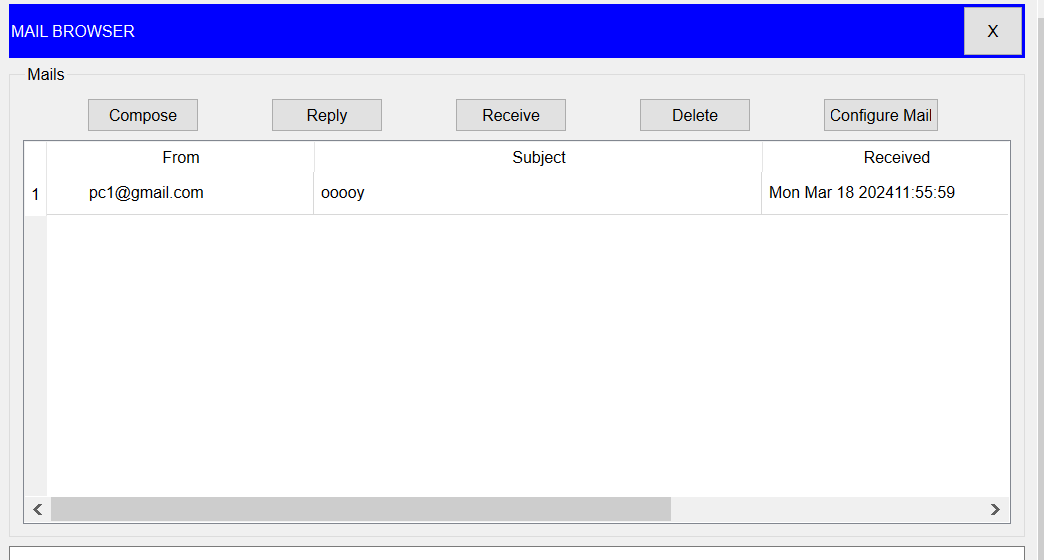 MAIL BROWSER X
Mails
Compose Reply Receive Delete Configure Mail
From Subject Received
1 pc1@gmail.com ooooy Mon Mar 18 202411:55:59